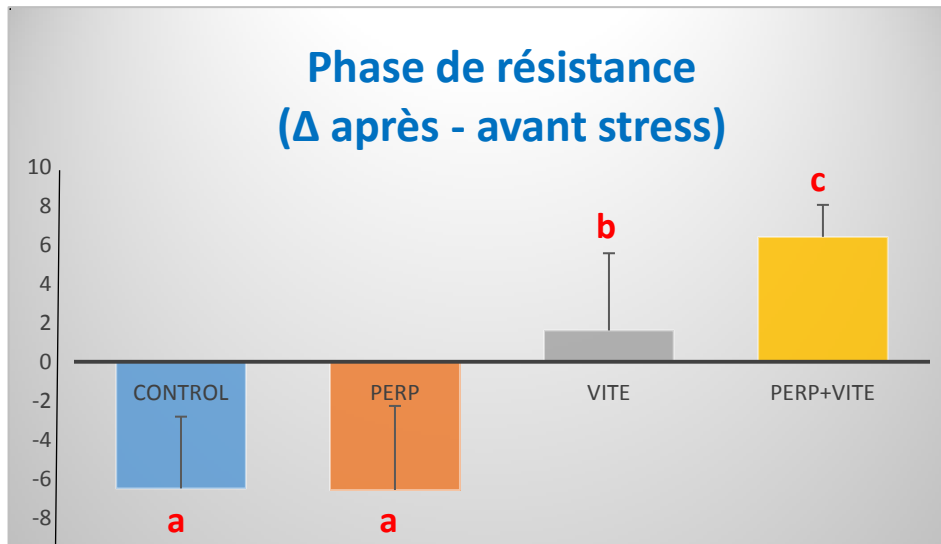 Phase de résistance
(Δ après - avant stress)
10
c
8
b
6
4
2
0
CONTROL PERP VITE PERP+VITE
-2
-4
-6
-8
a a